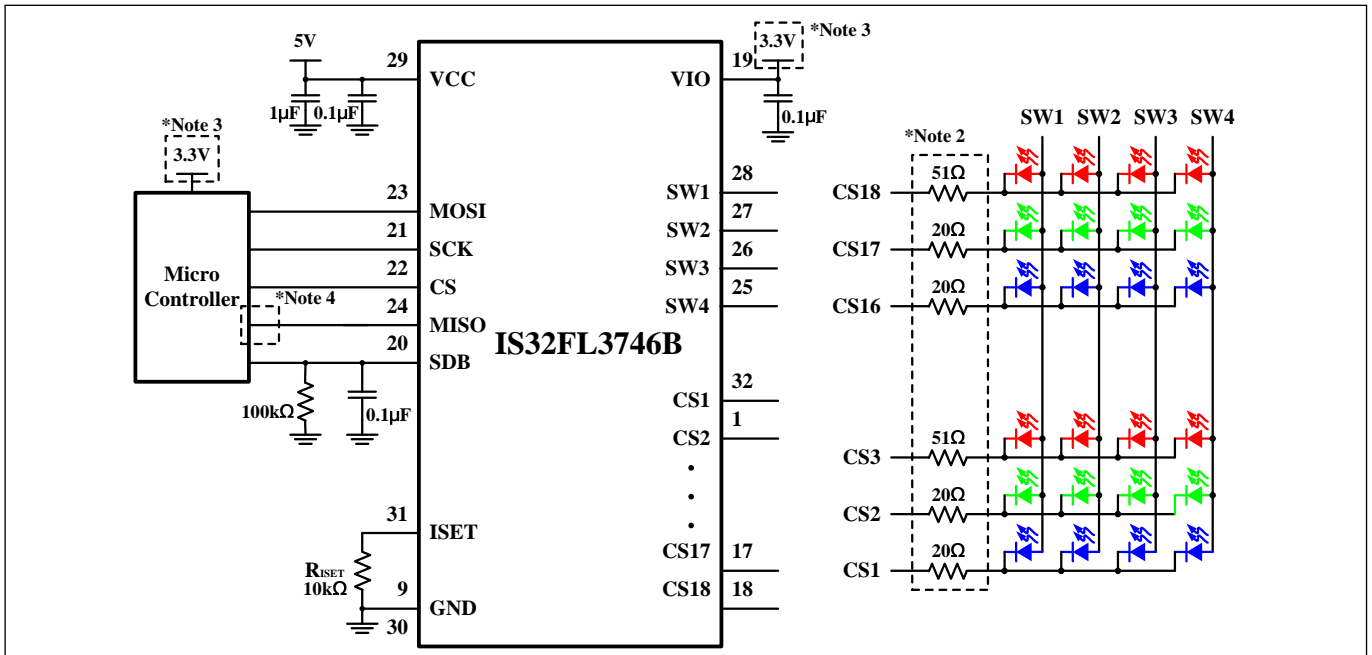 5V
29
VCC
1µF
0.1µF
*Note 3
3.3V
Micro
Controller
23
MOSI
21
SCK
22
CS
*Note 4
24
MISO
20
SDB
100kΩ
0.1µF
31
ISET
RISET
10kΩ
9
GND
30
IS32FL3746B
3.3V
*Note 3
19
VIO
0.1µF
28
SW1
27
SW2
26
SW3
25
SW4
32
CS1
1
CS2
CS17
17
CS18
18
*Note 2
SW1 SW2 SW3 SW4
51Ω
CS18
20Ω
CS17
20Ω
CS16
51Ω
CS3
20Ω
CS2
20Ω
CS1